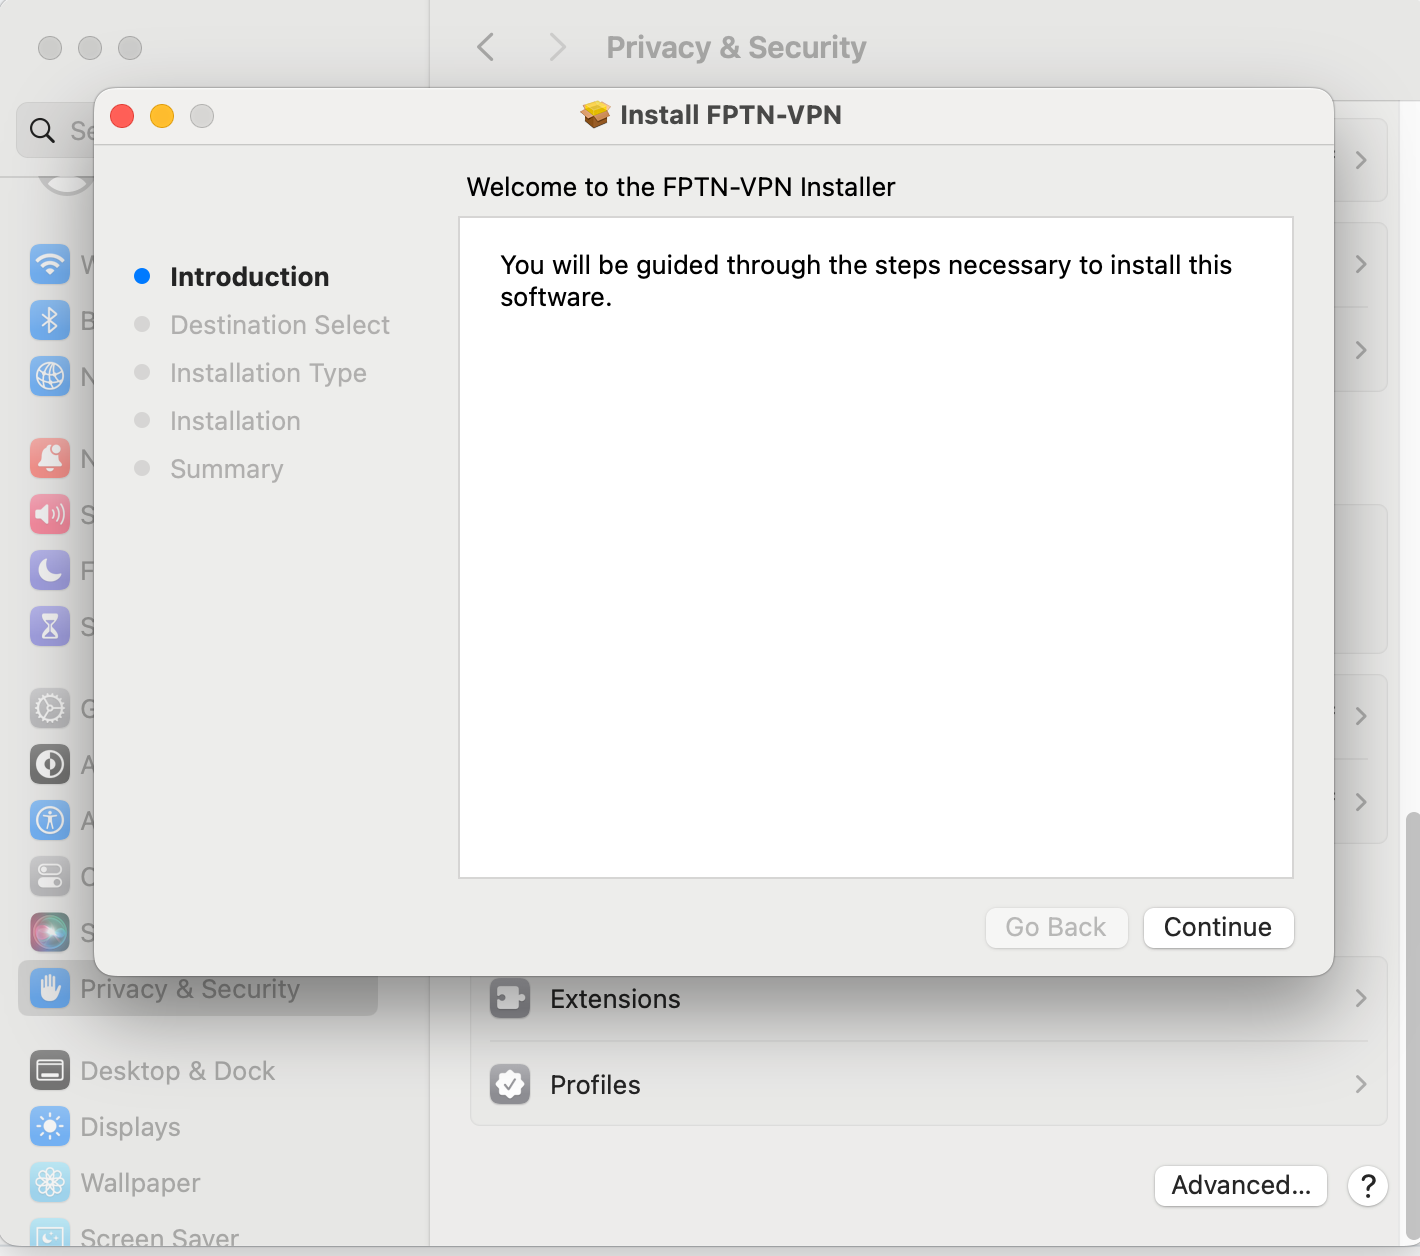 Privacy & Security
Install FPTN-VPN
Welcome to the FPTN-VPN Installer
You will be guided through the steps necessary to install this
software.
Introduction
Destination Select
Installation Type
Installation
Summary
Go Back
Continue
Privacy & Security
Desktop & Dock
Displays
Wallpaper
Screen Saver
Extensions
Profiles
Advanced...
?